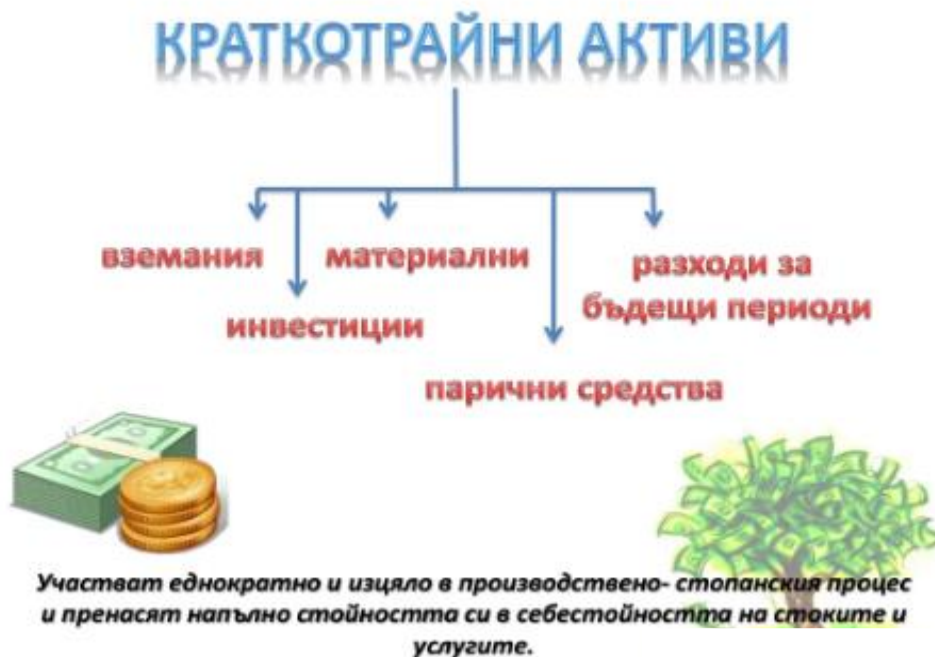 КРАТКОТРАЙНИ АКТИВИ
вземания
материални
разходи за
бъдещи периоди
инвестиции
парични средства
Участват еднократно и изцяло в производствено- стопанския процес
и пренасят напълно стойността си в себестойността на стоките и
услугите.